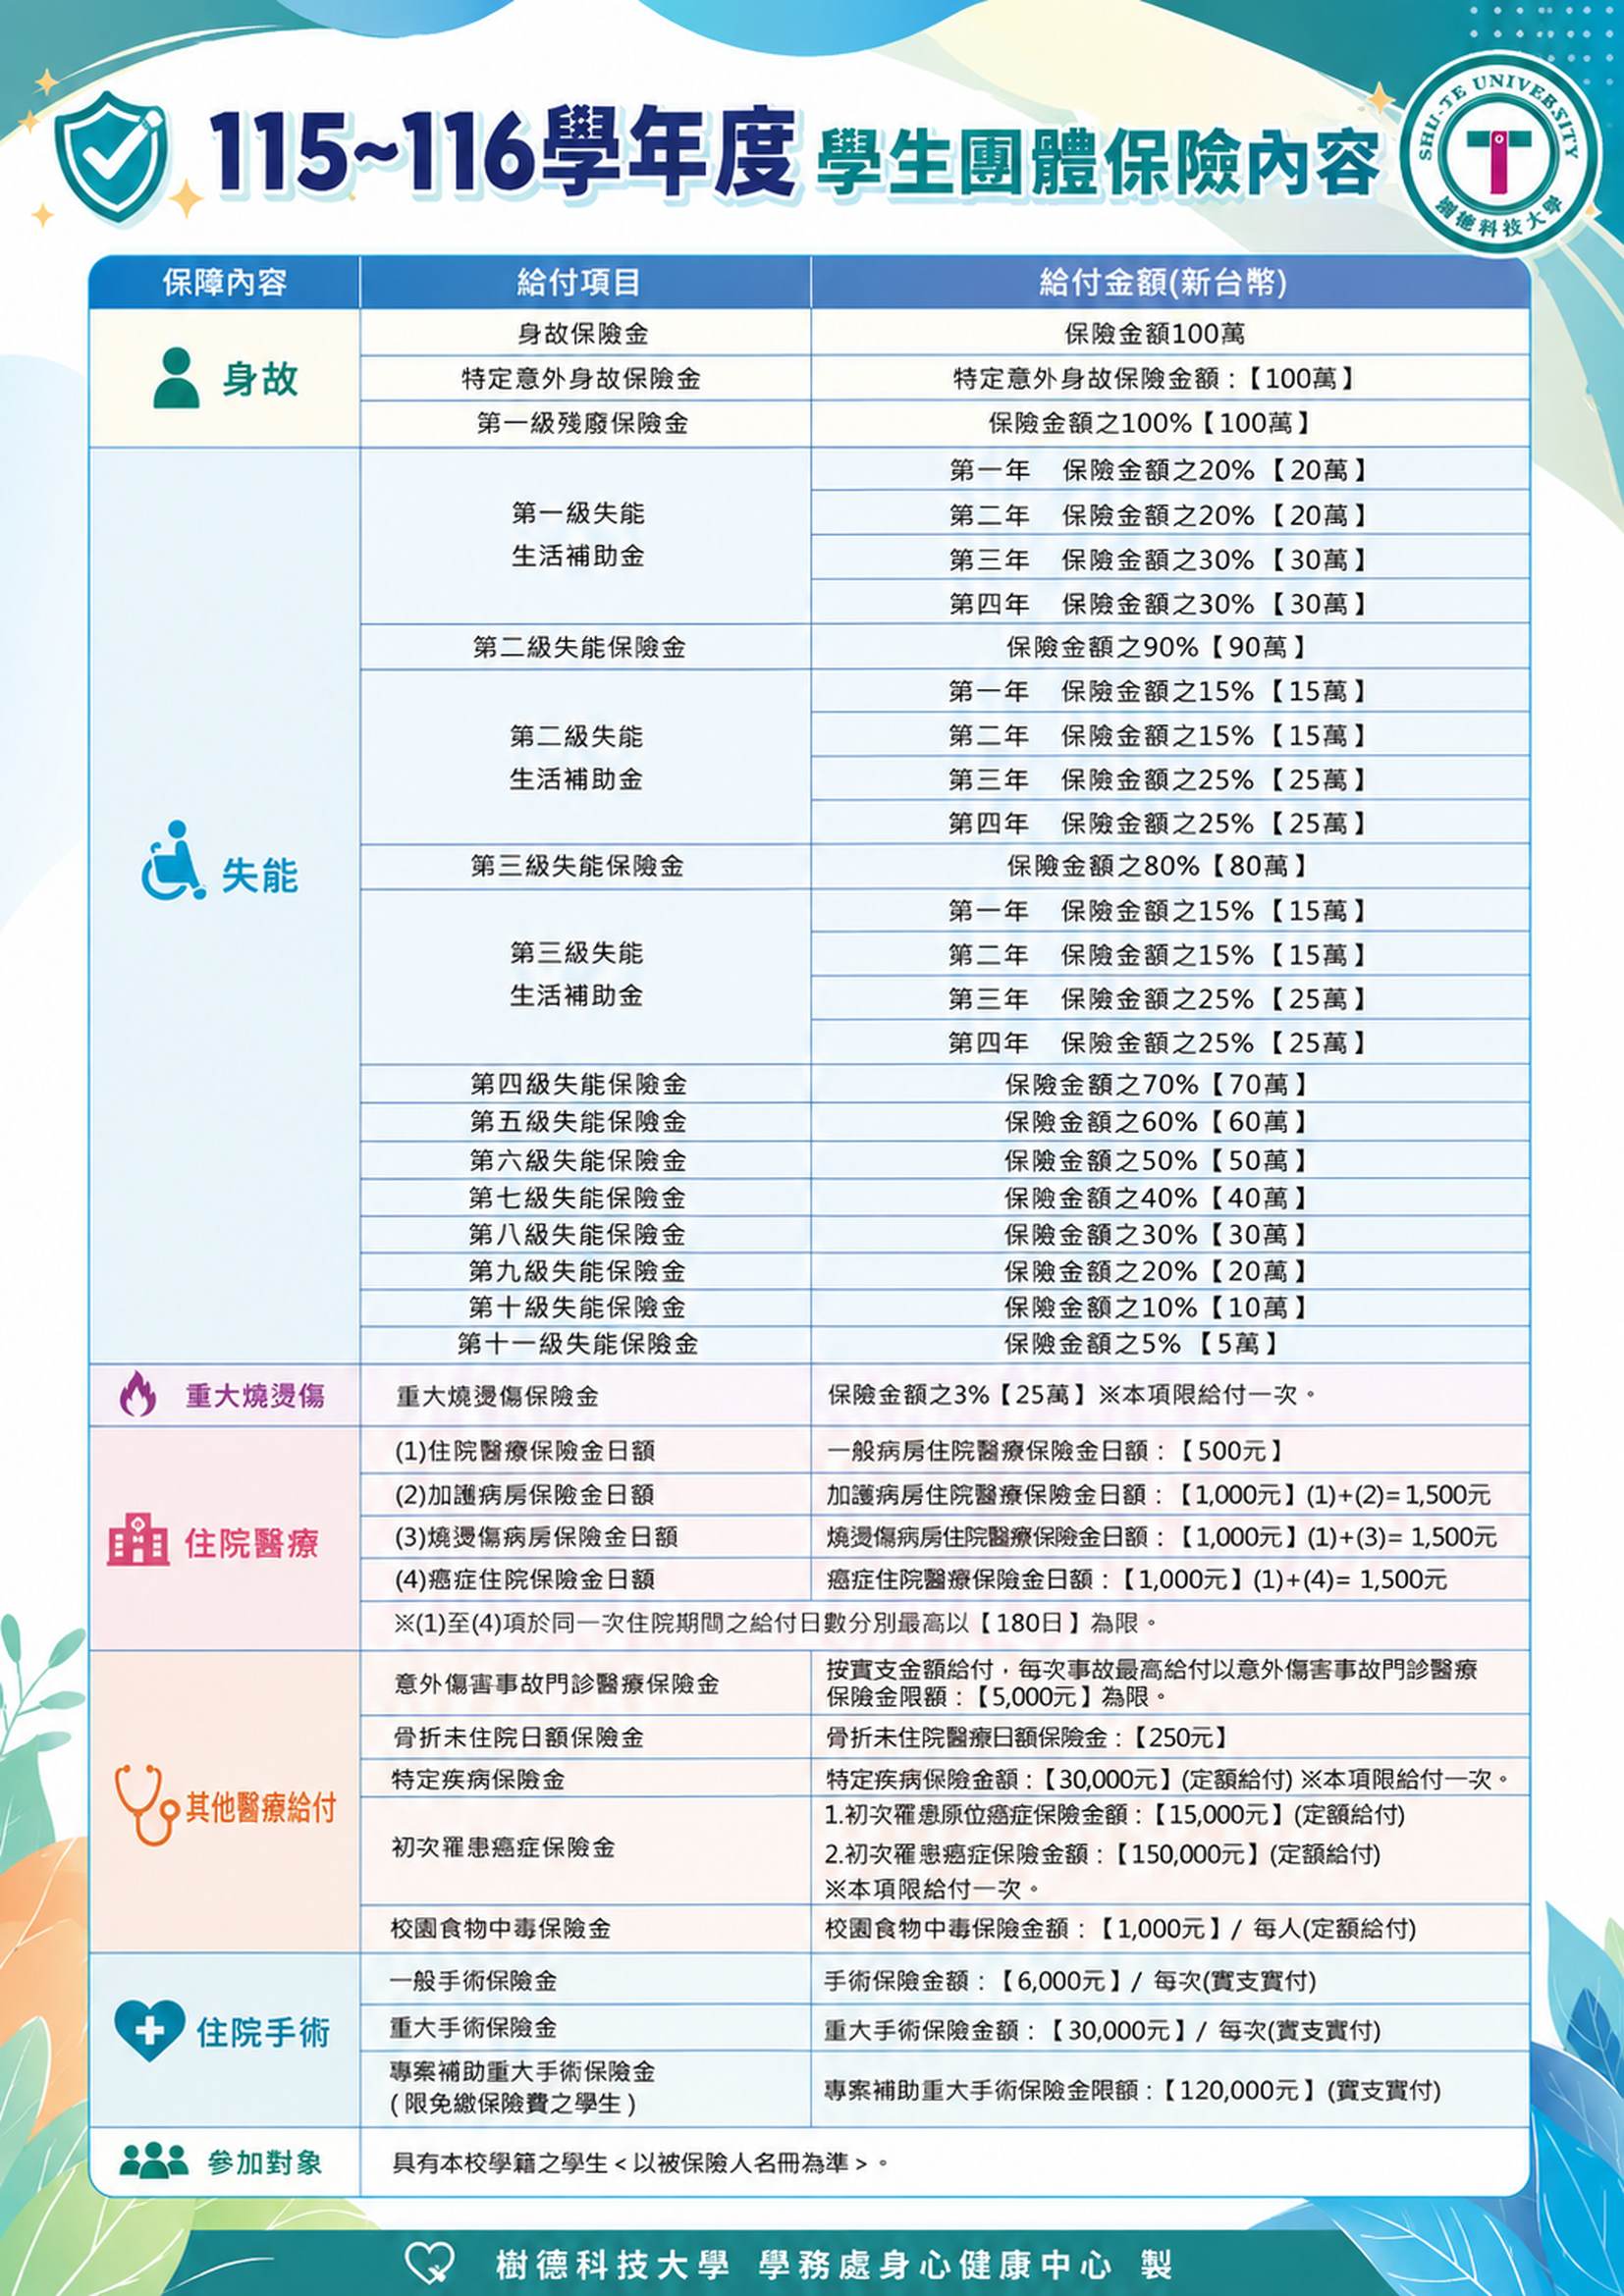 115~116學年度 學生團體保險內容
SHU-TE UNIVERSITY
樹德科技大學
保障內容 給付項目 給付金額(新台幣)
身故
身故保險金 保險金額100萬
特定意外身故保險金 特定意外身故保險金額：【100萬】
第一級殘廢保險金 保險金額之100%【100萬】
失能
第一級失能
生活補助金
第一年 保險金額之20% 【20萬】
第二年 保險金額之20% 【20萬】
第三年 保險金額之30% 【30萬】
第四年 保險金額之30% 【30萬】
第二級失能保險金 保險金額之90%【90萬】
第二級失能
生活補助金
第一年 保險金額之15% 【15萬】
第二年 保險金額之15% 【15萬】
第三年 保險金額之25% 【25萬】
第四年 保險金額之25% 【25萬】
第三級失能保險金 保險金額之80%【80萬】
第三級失能
生活補助金
第一年 保險金額之15% 【15萬】
第二年 保險金額之15% 【15萬】
第三年 保險金額之25% 【25萬】
第四年 保險金額之25% 【25萬】
第四級失能保險金 保險金額之70%【70萬】
第五級失能保險金 保險金額之60%【60萬】
第六級失能保險金 保險金額之50%【50萬】
第七級失能保險金 保險金額之40%【40萬】
第八級失能保險金 保險金額之30%【30萬】
第九級失能保險金 保險金額之20%【20萬】
第十級失能保險金 保險金額之10%【10萬】
第十一級失能保險金 保險金額之5% 【5萬】
重大燒燙傷 重大燒燙傷保險金 保險金額之3%【25萬】※本項限給付一次。
住院醫療
(1)住院醫療保險金日額 一般病房住院醫療保險金日額：【500元】
(2)加護病房保險金日額 加護病房住院醫療保險金日額：【1,000元】(1)+(2)= 1,500元
(3)燒燙傷病房保險金日額 燒燙傷病房住院醫療保險金日額：【1,000元】(1)+(3)= 1,500元
(4)癌症住院保險金日額 癌症住院醫療保險金日額：【1,000元】(1)+(4)= 1,500元
※(1)至(4)項於同一次住院期間之給付日數分別最高以【180日】為限。
其他醫療給付
意外傷害事故門診醫療保險金 按實支金額給付，每次事故最高給付以意外傷害事故門診醫療
保險金限額：【5,000元】為限。
骨折未住院日額保險金 骨折未住院醫療日額保險金：【250元】
特定疾病保險金 特定疾病保險金額：【30,000元】(定額給付) ※本項限給付一次。
初次罹患癌症保險金
1.初次罹患原位癌症保險金額：【15,000元】(定額給付)
2.初次罹患癌症保險金額：【150,000元】(定額給付)
※本項限給付一次。
校園食物中毒保險金 校園食物中毒保險金額：【1,000元】/ 每人(定額給付)
住院手術
一般手術保險金 手術保險金額：【6,000元】/ 每次(實支實付)
重大手術保險金 重大手術保險金額：【30,000元】/ 每次(實支實付)
專案補助重大手術保險金
(限免繳保險費之學生)
專案補助重大手術保險金限額：【120,000元】(實支實付)
參加對象 具有本校學籍之學生<以被保險人名冊為準>。
樹德科技大學 學務處身心健康中心 製